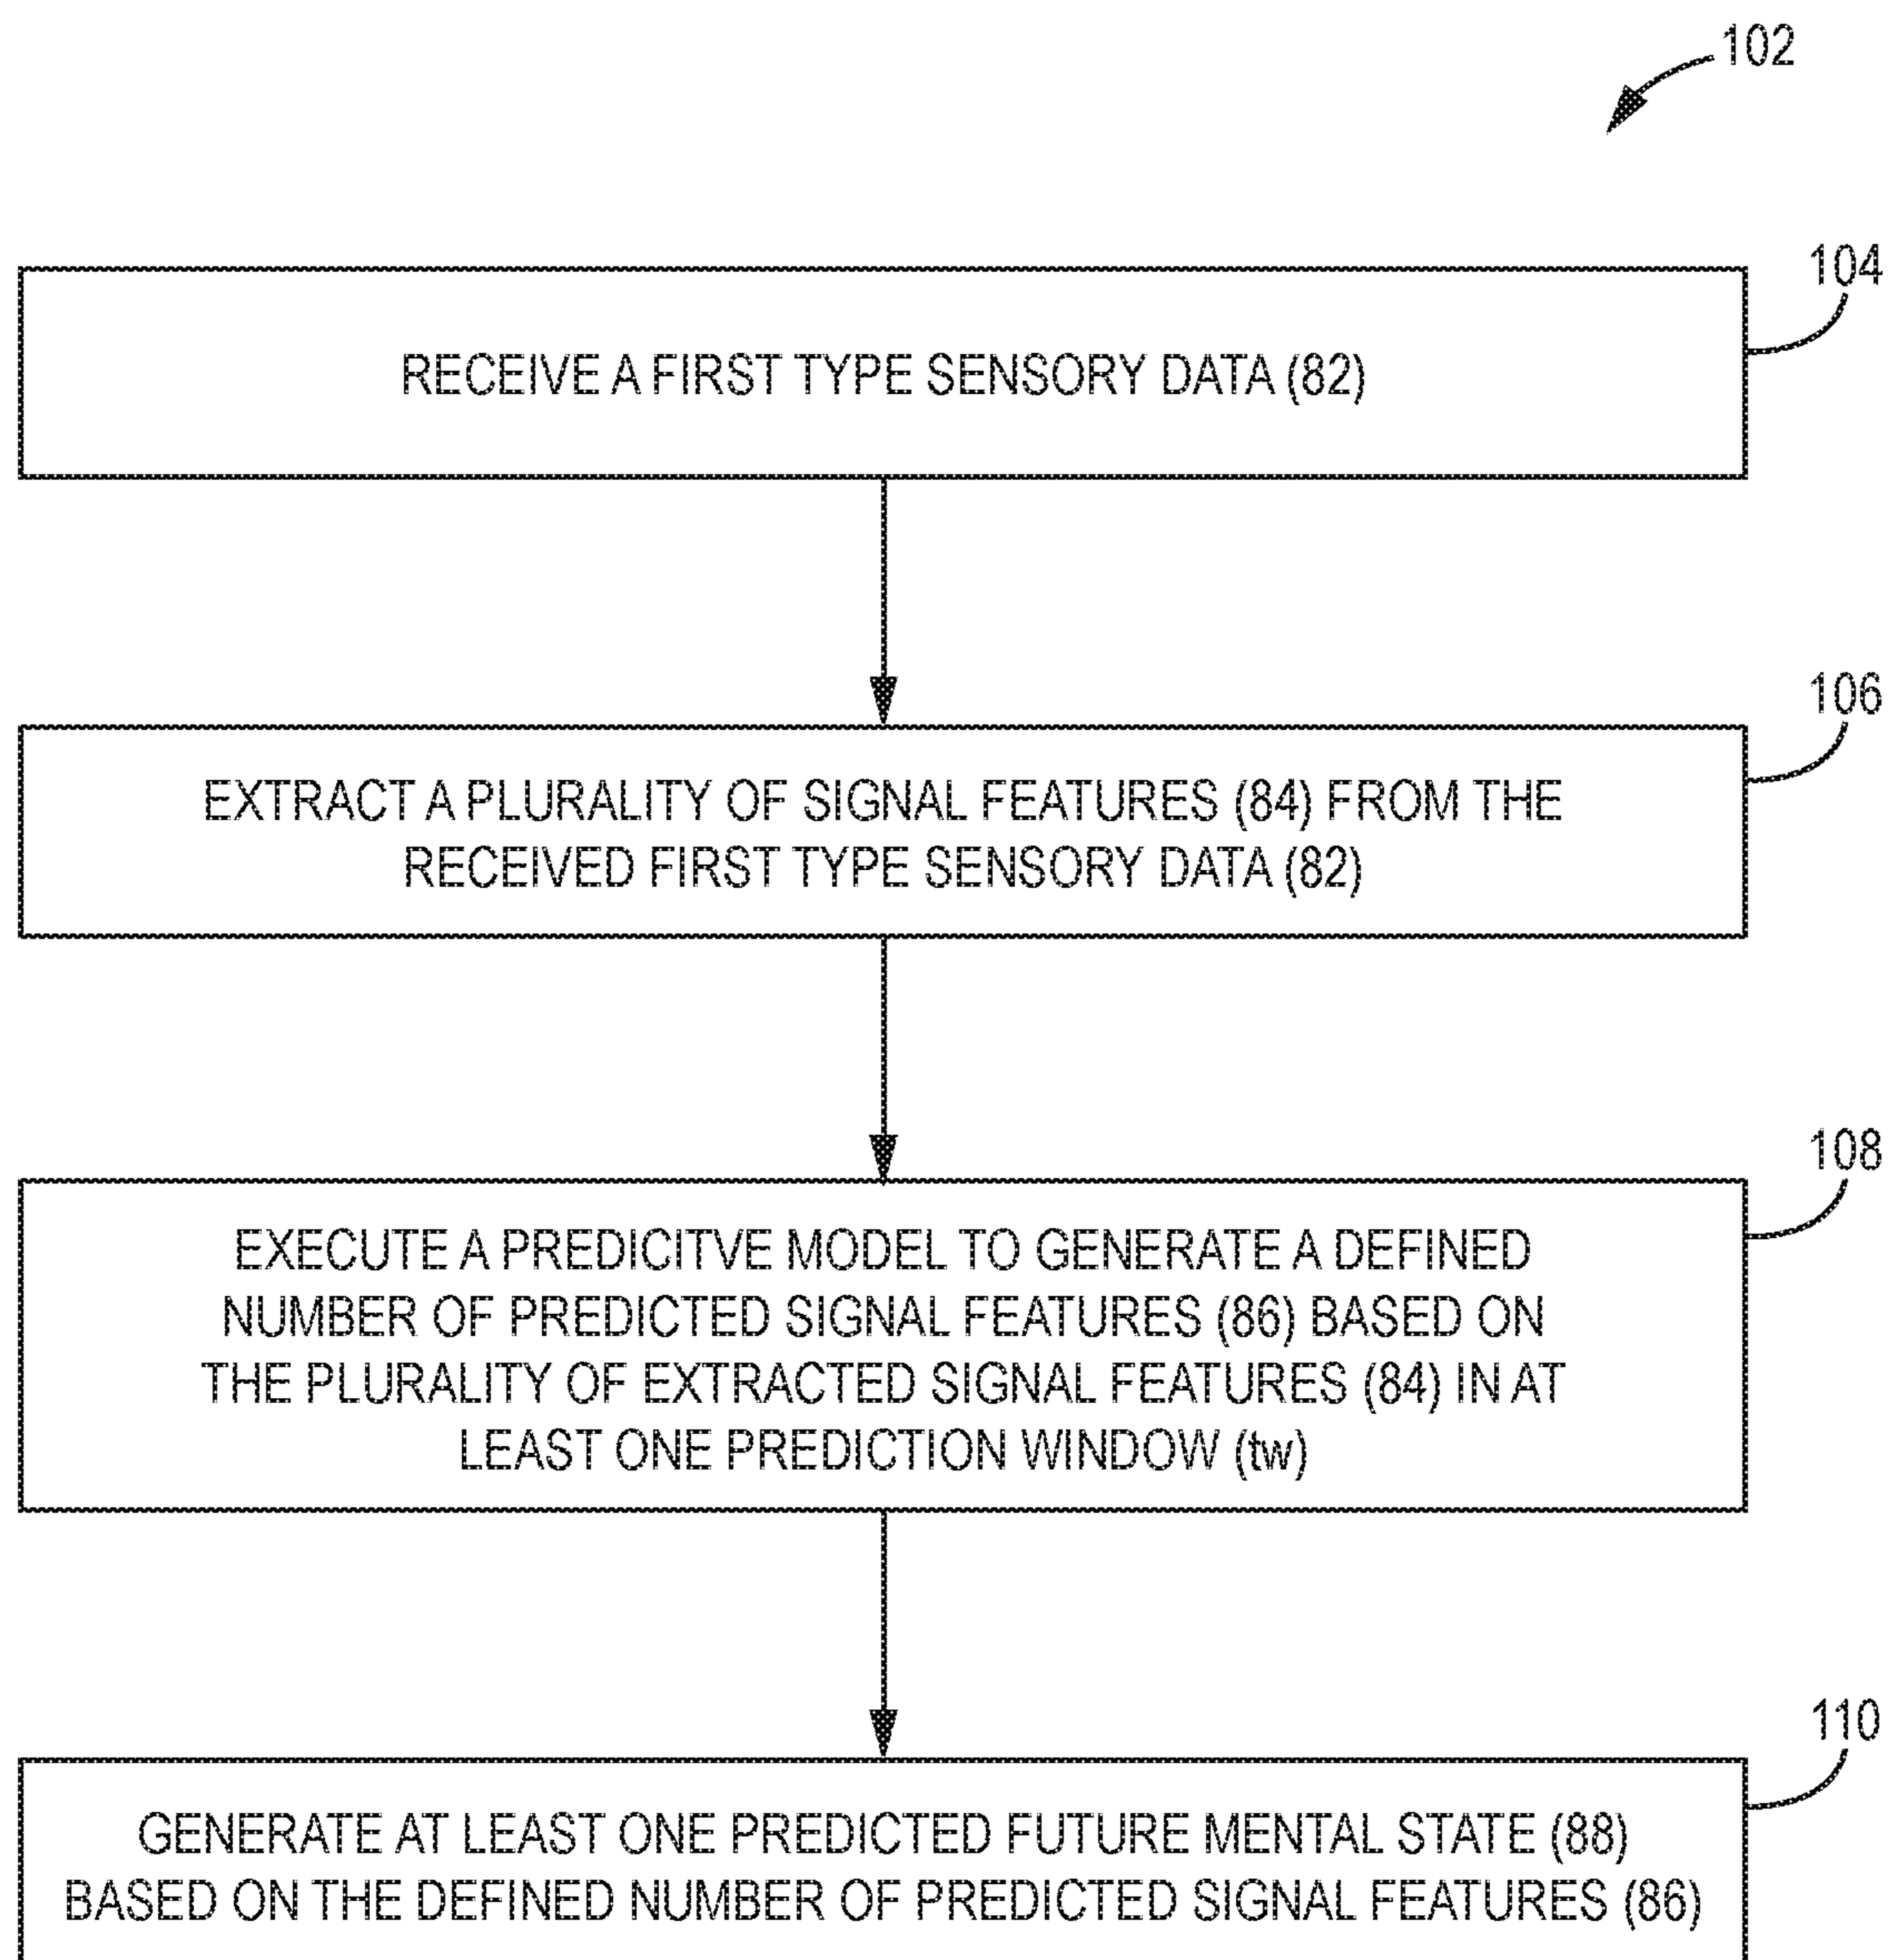 102
104
RECEIVE A FIRST TYPE SENSORY DATA (82)
106
EXTRACT A PLURALITY OF SIGNAL FEATURES (84) FROM THE
RECEIVED FIRST TYPE SENSORY DATA (82)
108
EXECUTE A PREDICITVE MODEL TO GENERATE A DEFINED
NUMBER OF PREDICTED SIGNAL FEATURES (86) BASED ON
THE PLURALITY OF EXTRACTED SIGNAL FEATURES (84) IN AT
LEAST ONE PREDICTION WINDOW (tw)
110
GENERATE AT LEAST ONE PREDICTED FUTURE MENTAL STATE (88)
BASED ON THE DEFINED NUMBER OF PREDICTED SIGNAL FEATURES (86)